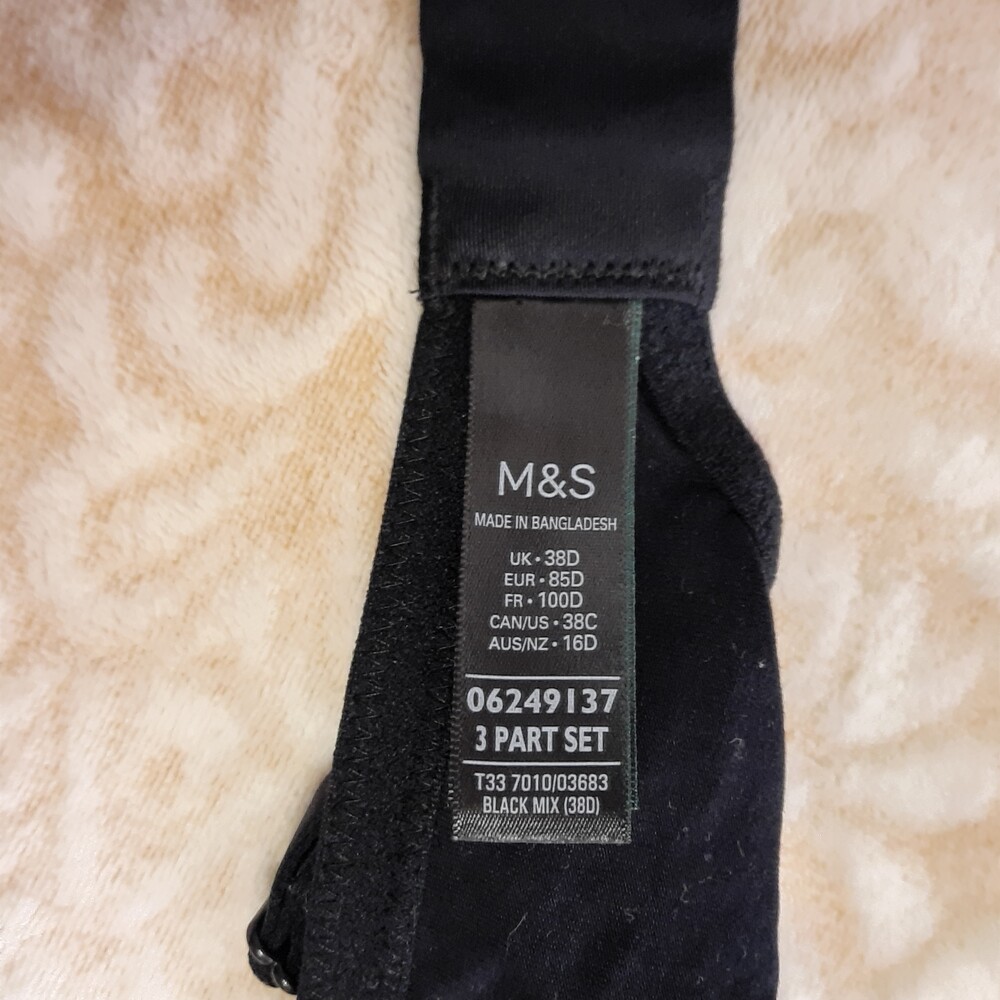 M&S
MADE IN BANGLADESH
UK • 38D
EUR • 85D
FR • 100D
CAN/US • 38C
AUS/NZ • 16D
06249137
3 PART SET
T33 7010/03683
BLACK MIX (38D)